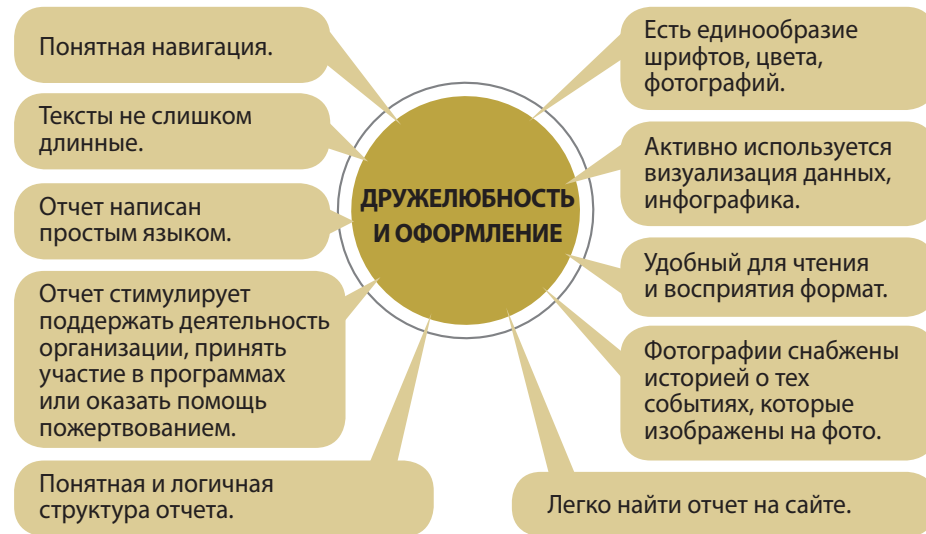 Понятная навигация.
Тексты не слишком
длинные.
Отчет написан
простым языком.
Отчет стимулирует
поддержать деятельность
организации, принять
участие в программах
или оказать помощь
пожертвованием.
Понятная и логичная
структура отчета.
ДРУЖЕЛЮБНОСТЬ
И ОФОРМЛЕНИЕ
Есть единообразие
шрифтов, цвета,
фотографий.
Активно используется
визуализация данных,
инфографика.
Удобный для чтения
и восприятия формат.
Фотографии снабжены
историей о тех
событиях, которые
изображены на фото.
Легко найти отчет на сайте.